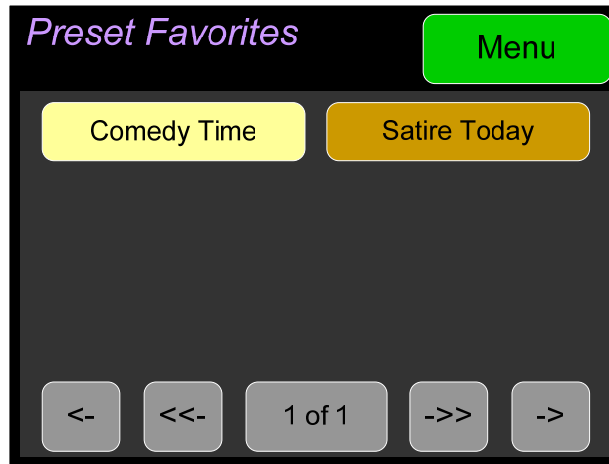 Preset Favorites
Menu
Comedy Time
Satire Today
<-
<<-
1 of 1
->>
->